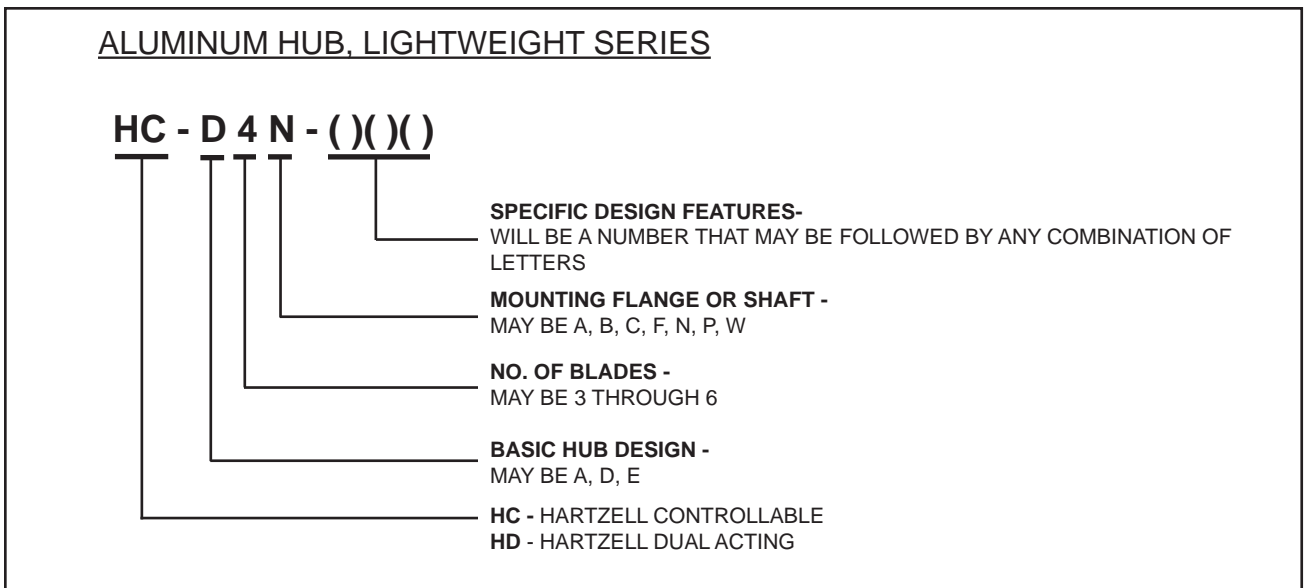 ALUMINUM HUB, LIGHTWEIGHT SERIES
HC - D 4 N - ( )( )( )
SPECIFIC DESIGN FEATURES-
WILL BE A NUMBER THAT MAY BE FOLLOWED BY ANY COMBINATION OF
LETTERS
MOUNTING FLANGE OR SHAFT -
MAY BE A, B, C, F, N, P, W
NO. OF BLADES -
MAY BE 3 THROUGH 6
BASIC HUB DESIGN -
MAY BE A, D, E
HC - HARTZELL CONTROLLABLE
HD - HARTZELL DUAL ACTING